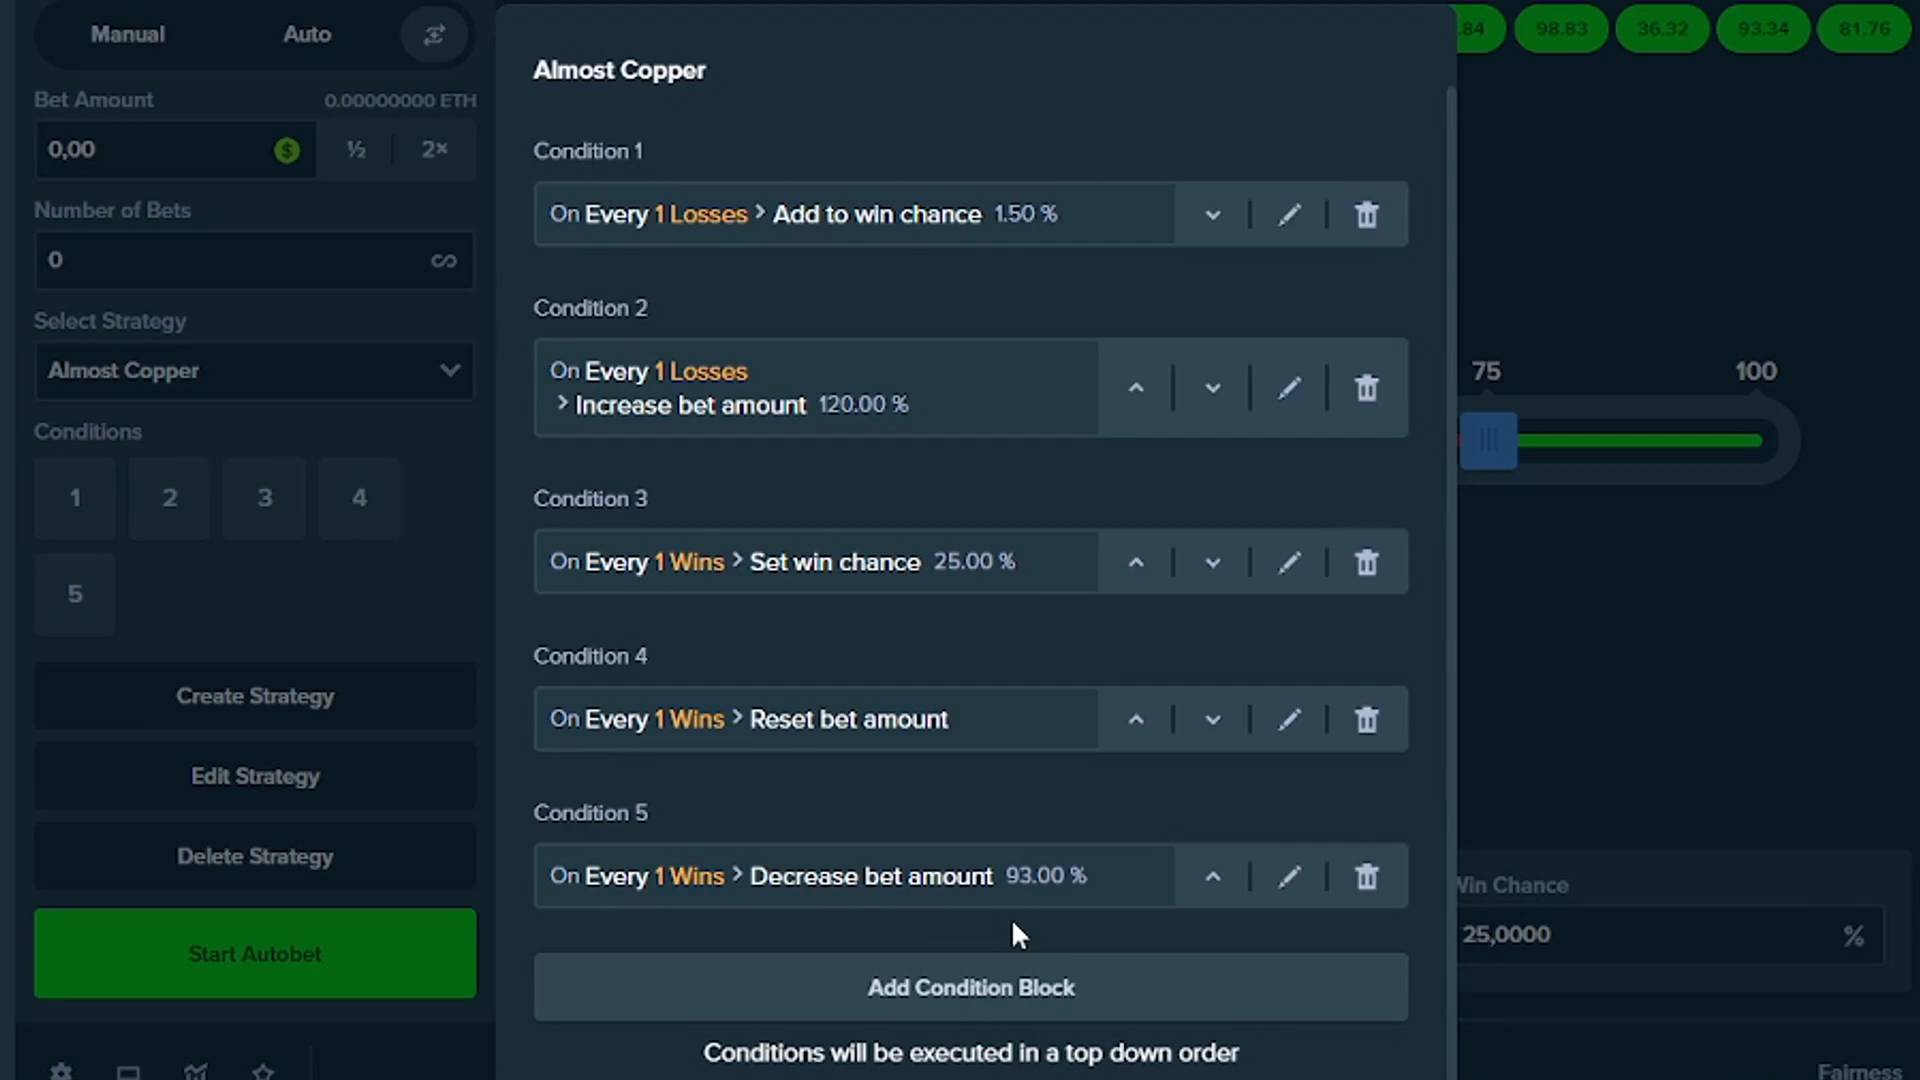 Manual
Auto
.84
98.83
36.32
93.34
81.76
Almost Copper
Bet Amount
0.00000000 ETH
0,00
$
½
2×
Number of Bets
0
∞
Select Strategy
Almost Copper
Conditions
1
2
3
4
5
Create Strategy
Edit Strategy
Delete Strategy
Start Autobet
Condition 1
On Every 1 Losses > Add to win chance 1.50 %
Condition 2
On Every 1 Losses
> Increase bet amount 120.00 %
Condition 3
On Every 1 Wins > Set win chance 25.00 %
Condition 4
On Every 1 Wins > Reset bet amount
Condition 5
On Every 1 Wins > Decrease bet amount 93.00 %
Add Condition Block
Conditions will be executed in a top down order
75
100
Win Chance
25,0000
%
Fairness